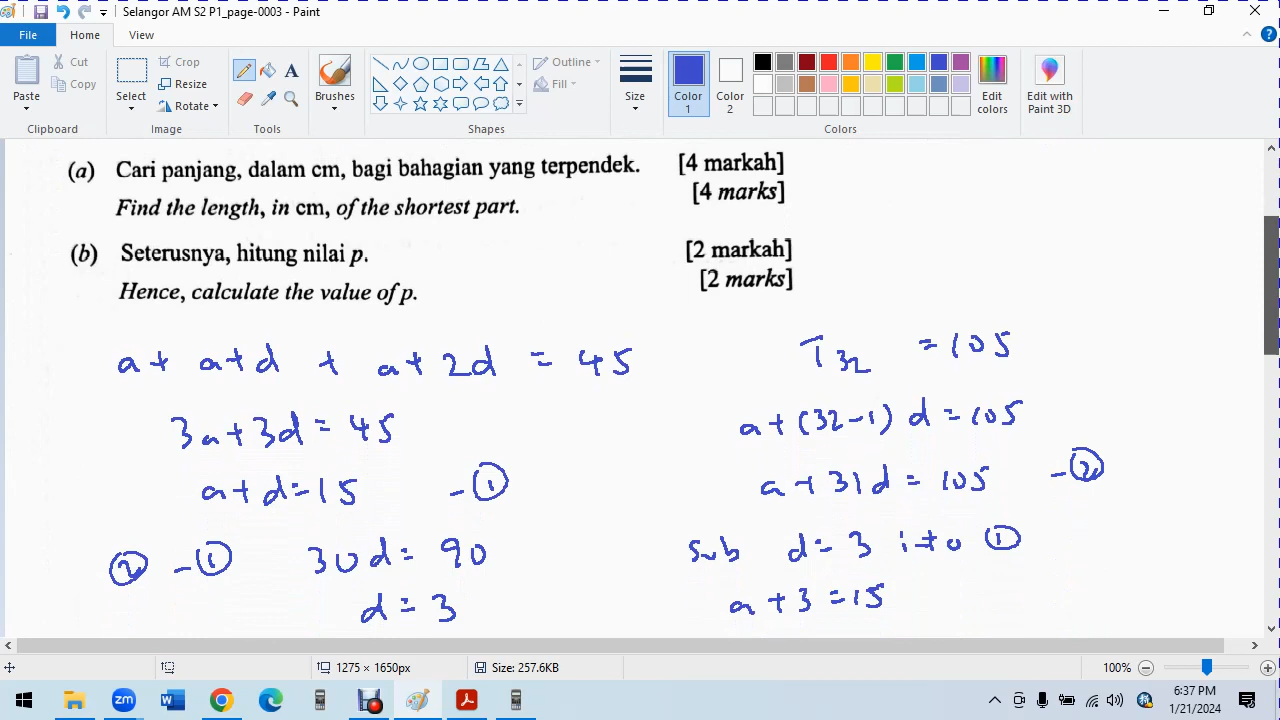 Selangor AM S2 P1_page-0003 - Paint
File Home View
Paste Cut Copy Select Crop Resize Rotate A Brushes Outline Fill Size Color 1 Color 2 Edit colors Edit with Paint 3D
Clipboard Image Tools Shapes Colors
(a) Cari panjang, dalam cm, bagi bahagian yang terpendek. [4 markah]
Find the length, in cm, of the shortest part. [4 marks]
(b) Seterusnya, hitung nilai p. [2 markah]
Hence, calculate the value of p. [2 marks]
a + a+d + a+2d = 45
T32 = 105
3a+3d = 45
a+(32-1) d = 105
a+d=15 -①
a+31d = 105 -②
② -① 30d = 90
sub d=3 into ①
d = 3
a+3=15
1275 × 1650px Size: 257.6KB 100%
zm W
6:37 PM
1/21/2024